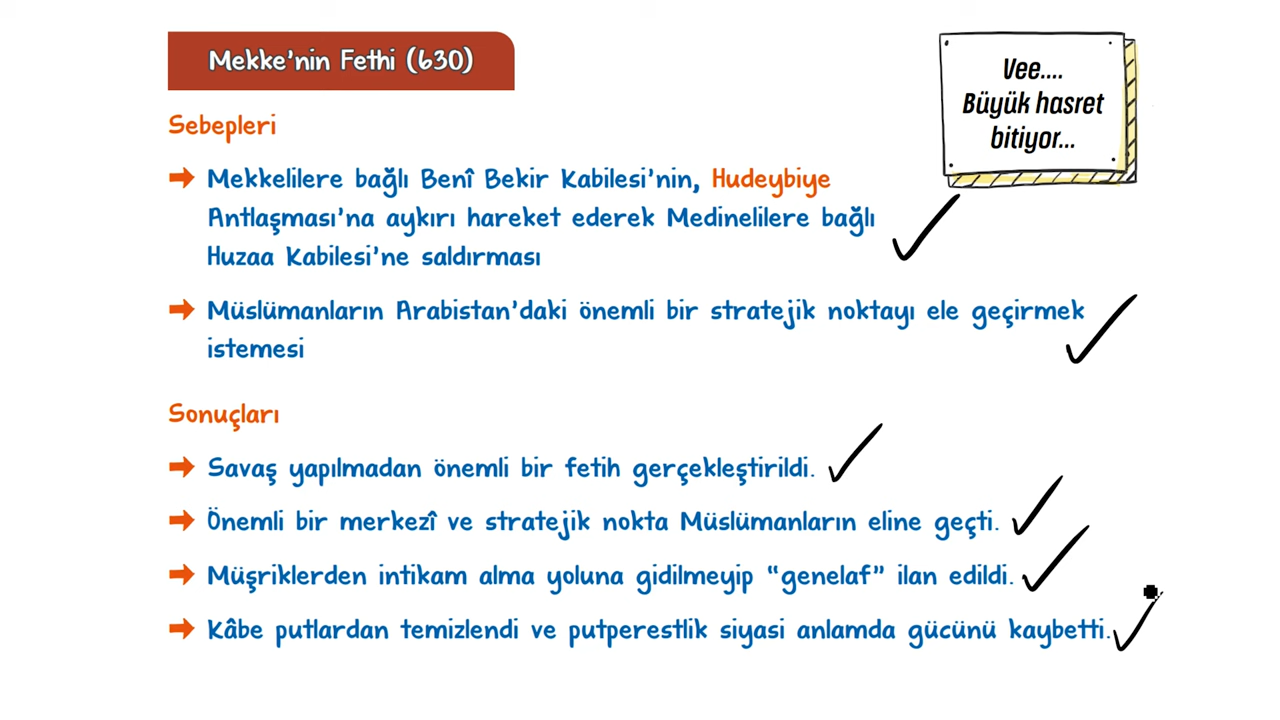 Mekke'nin Fethi (630)
Vee....
Büyük hasret
bitiyor...
Sebepleri
Mekkelilere bağlı Benî Bekir Kabilesi'nin, Hudeybiye
Antlaşması'na aykırı hareket ederek Medinelilere bağlı
Huzaa Kabilesi'ne saldırması
Müslümanların Arabistan'daki önemli bir stratejik noktayı ele geçirmek
istemesi
Sonuçları
Savaş yapılmadan önemli bir fetih gerçekleştirildi.
Önemli bir merkezî ve stratejik nokta Müslümanların eline geçti.
Müşriklerden intikam alma yoluna gidilmeyip “genelaf” ilan edildi.
Kâbe putlardan temizlendi ve putperestlik siyasi anlamda gücünü kaybetti.